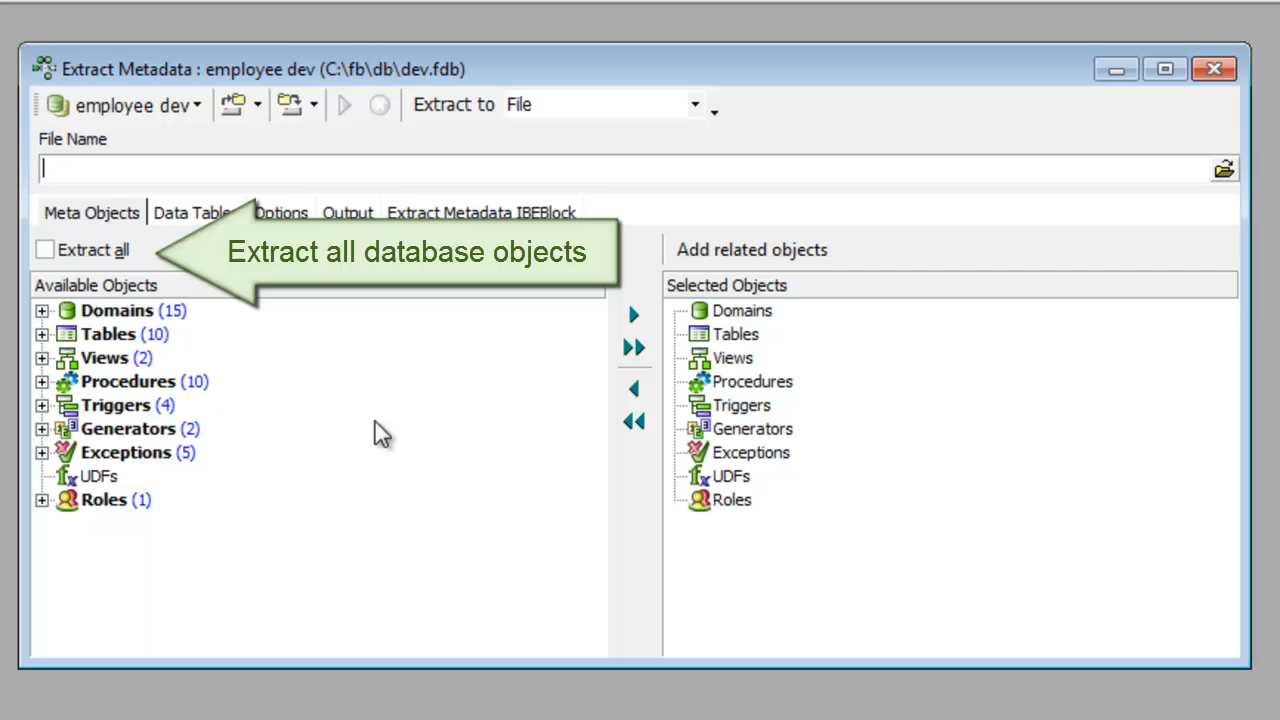 Extract Metadata : employee dev (C:\fb\db\dev.fdb)
employee dev Extract to File
File Name
Meta Objects Data Table Options Output Extract Metadata IBEBlock
Extract all
Extract all database objects
Add related objects
Available Objects
Domains (15)
Tables (10)
Views (2)
Procedures (10)
Triggers (4)
Generators (2)
Exceptions (5)
UDFs
Roles (1)
Selected Objects
Domains
Tables
Views
Procedures
Triggers
Generators
Exceptions
UDFs
Roles